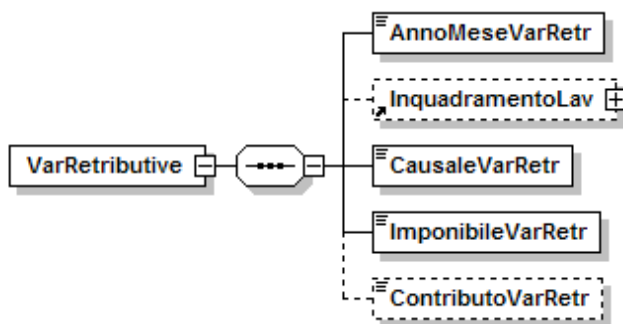 AnnoMeseVarRetr
InquadramentoLav
VarRetributive
CausaleVarRetr
ImponibileVarRetr
ContributoVarRetr